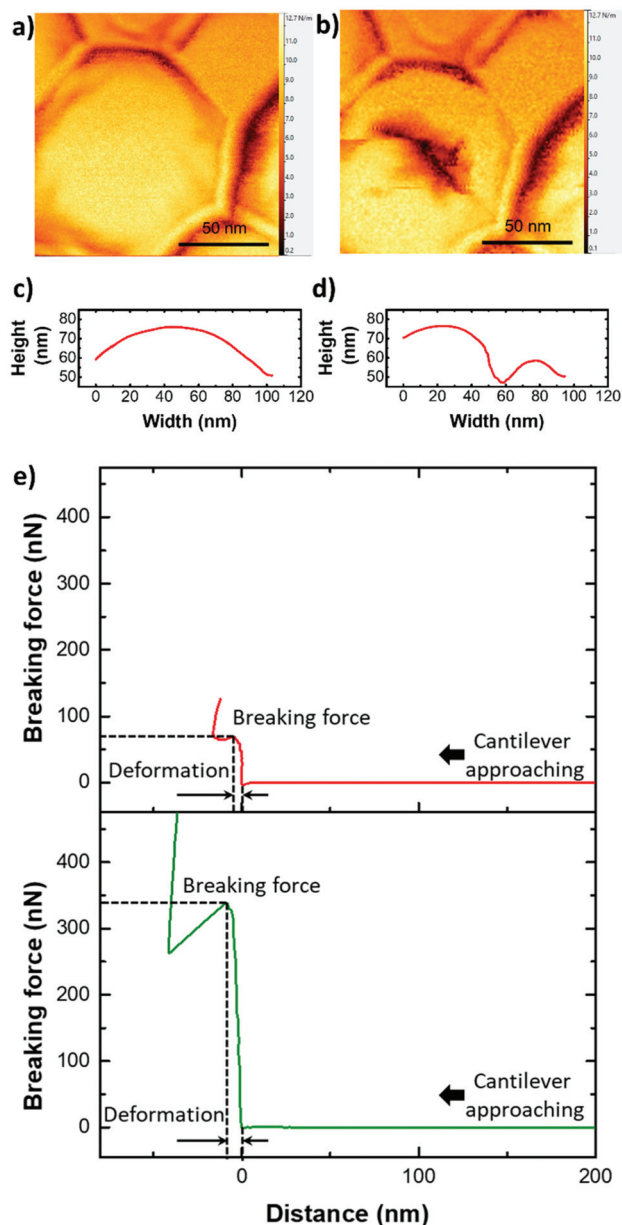 a)
12.7 N/m
10.0
9.0
8.0
7.0
6.0
5.0
4.0
3.0
2.0
1.0
0.2
50 nm
b)
12.7 N/m
11.0
10.0
9.0
8.0
7.0
6.0
5.0
4.0
3.0
2.0
1.0
0.1
50 nm
c)
Height (nm)
80
70
60
50
0 20 40 60 80 100 120
Width (nm)
d)
Height (nm)
80
70
60
50
0 20 40 60 80 100 120
Width (nm)
e)
Breaking force (nN)
400
300
200
100
0
Breaking force
Deformation
Cantilever
approaching
Breaking force (nN)
400
300
200
100
0
Breaking force
Deformation
Cantilever
approaching
0 100 200
Distance (nm)